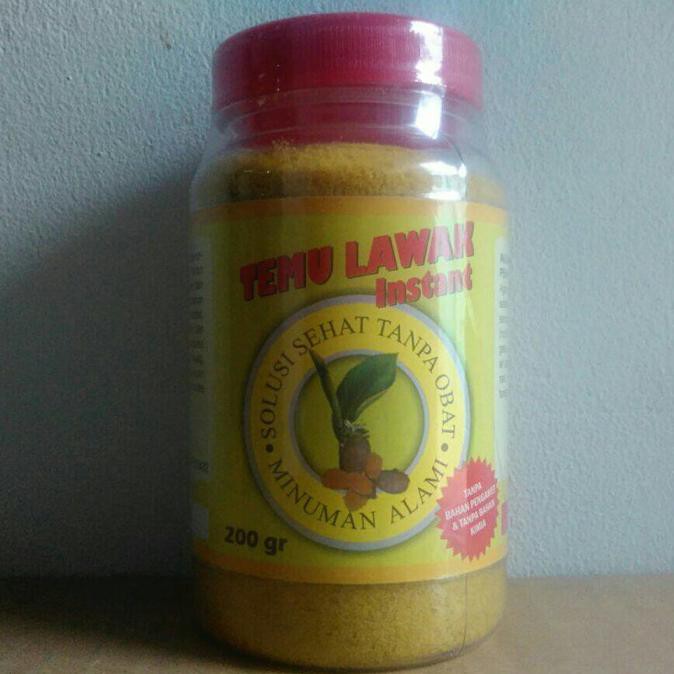 TEMU LAWAK
Instant
SOLUSI SEHAT TANPA OBAT
• MINUMAN ALAMI •
TANPA
BAHAN PENGAWET
& TANPA BAHAN
KIMIA
200 gr